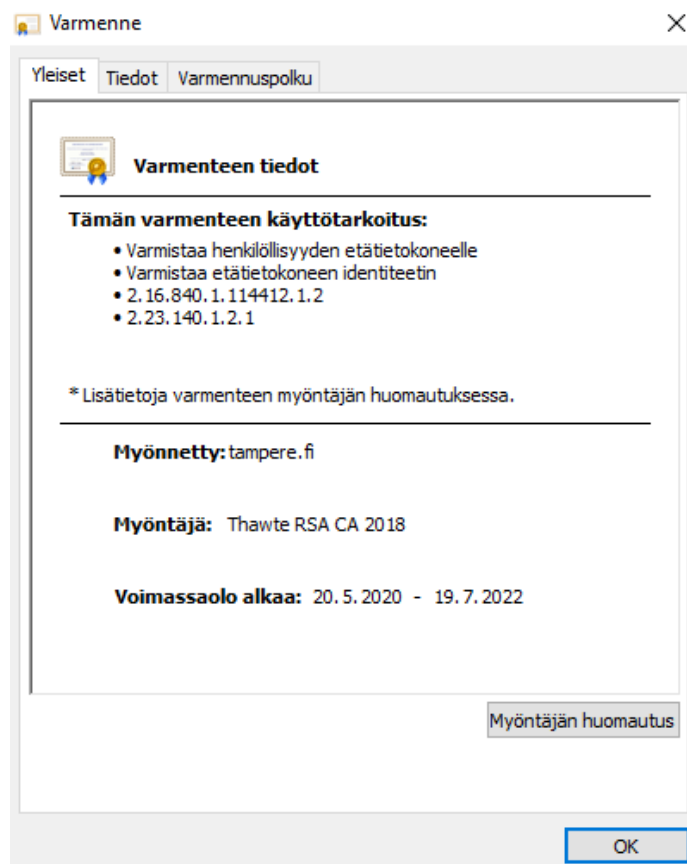 Varmenne
Yleiset Tiedot Varmennuspolku
Varmenteen tiedot
Tämän varmenteen käyttötarkoitus:
• Varmistaa henkilöllisyyden etätietokoneelle
• Varmistaa etätietokoneen identiteetin
• 2.16.840.1.114412.1.2
• 2.23.140.1.2.1
* Lisätietoja varmenteen myöntäjän huomautuksessa.
Myönnetty: tampere.fi
Myöntäjä: Thawte RSA CA 2018
Voimassaolo alkaa: 20.5.2020 - 19.7.2022
Myöntäjän huomautus
OK